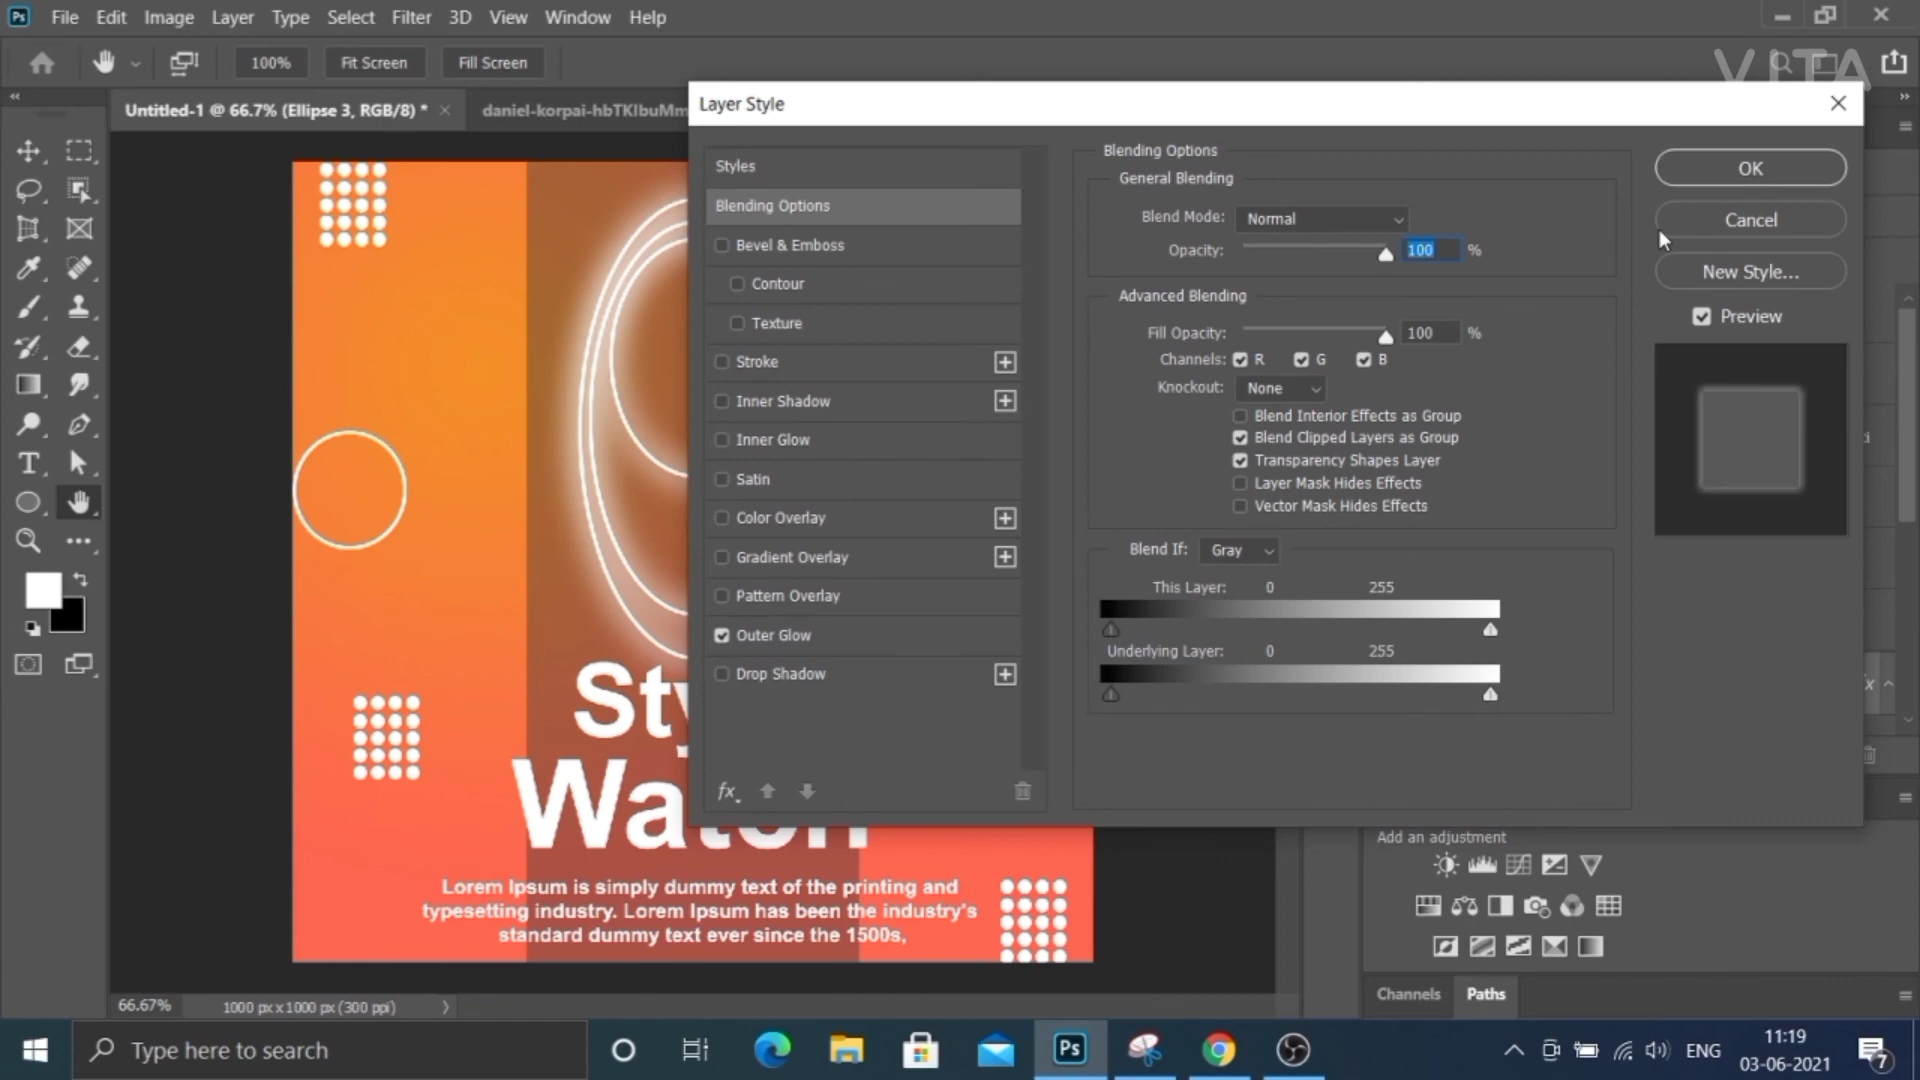 Ps File Edit Image Layer Type Select Filter 3D View Window Help
100% Fit Screen Fill Screen
VITA
Untitled-1 @ 66.7% (Ellipse 3, RGB/8) *
Layer Style
Styles
Blending Options
Bevel & Emboss
Contour
Texture
Stroke
Inner Shadow
Inner Glow
Satin
Color Overlay
Gradient Overlay
Pattern Overlay
Outer Glow
Drop Shadow
fx
Blending Options
General Blending
Blend Mode: Normal
Opacity: 100 %
Advanced Blending
Fill Opacity: 100 %
Channels: R G B
Knockout: None
Blend Interior Effects as Group
Blend Clipped Layers as Group
Transparency Shapes Layer
Layer Mask Hides Effects
Vector Mask Hides Effects
Blend If: Gray
This Layer: 0 255
Underlying Layer: 0 255
OK
Cancel
New Style...
Preview
Lorem Ipsum is simply dummy text of the printing and
typesetting industry. Lorem Ipsum has been the industry's
standard dummy text ever since the 1500s,
Add an adjustment
Channels Paths
66.67% 1000 px x 1000 px (300 ppi)
Type here to search
Ps
ENG
11:19
03-06-2021
7